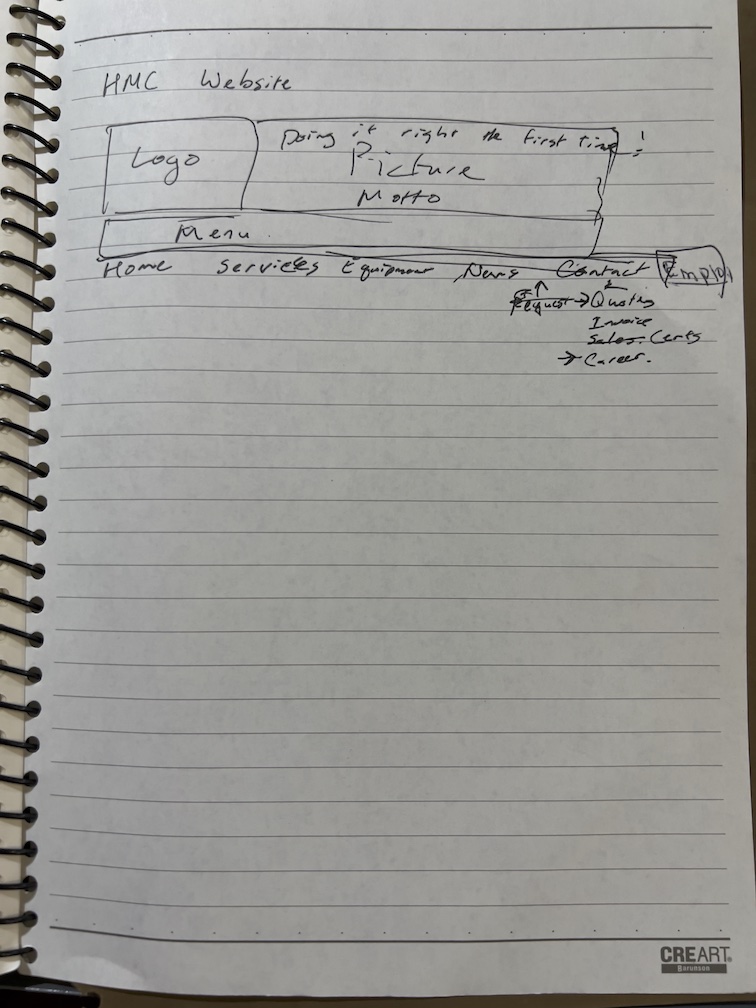 HMC Website
Doing it right the first time!
Logo
Picture
Motto
Menu
Home Services Equipment News Contact Employ
Request → Quotes
Invoice
Sales. Certs
→ Career.
CREART®